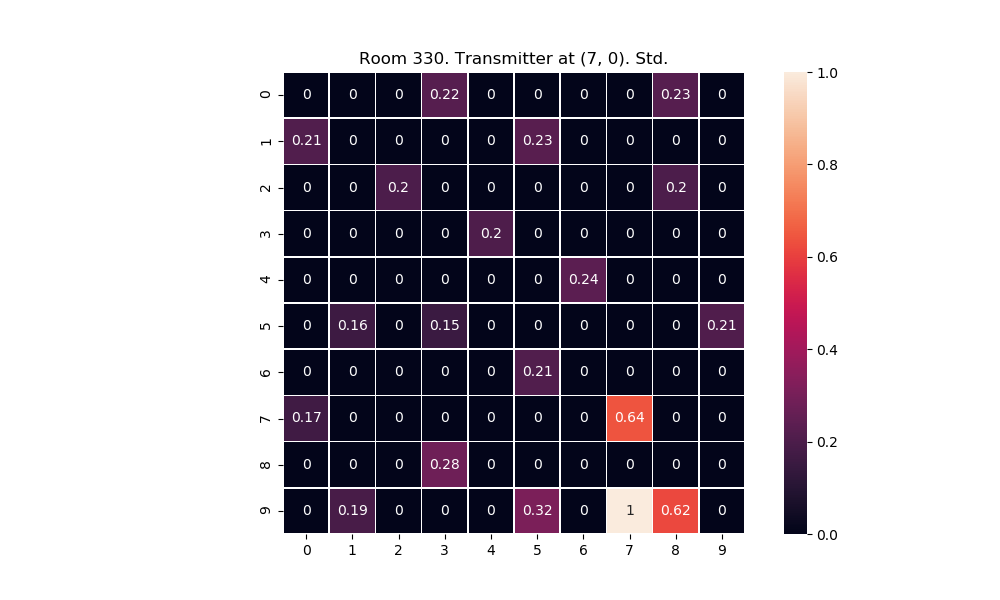 Room 330. Transmitter at (7, 0). Std.
0 0 0 0 0.22 0 0 0 0 0.23 0
1 0.21 0 0 0 0 0.23 0 0 0 0
2 0 0 0.2 0 0 0 0 0 0.2 0
3 0 0 0 0 0.2 0 0 0 0 0
4 0 0 0 0 0 0 0.24 0 0 0
5 0 0.16 0 0.15 0 0 0 0 0 0.21
6 0 0 0 0 0 0.21 0 0 0 0
7 0.17 0 0 0 0 0 0 0.64 0 0
8 0 0 0 0.28 0 0 0 0 0 0
9 0 0.19 0 0 0 0.32 0 1 0.62 0
0 1 2 3 4 5 6 7 8 9
1.0
0.8
0.6
0.4
0.2
0.0